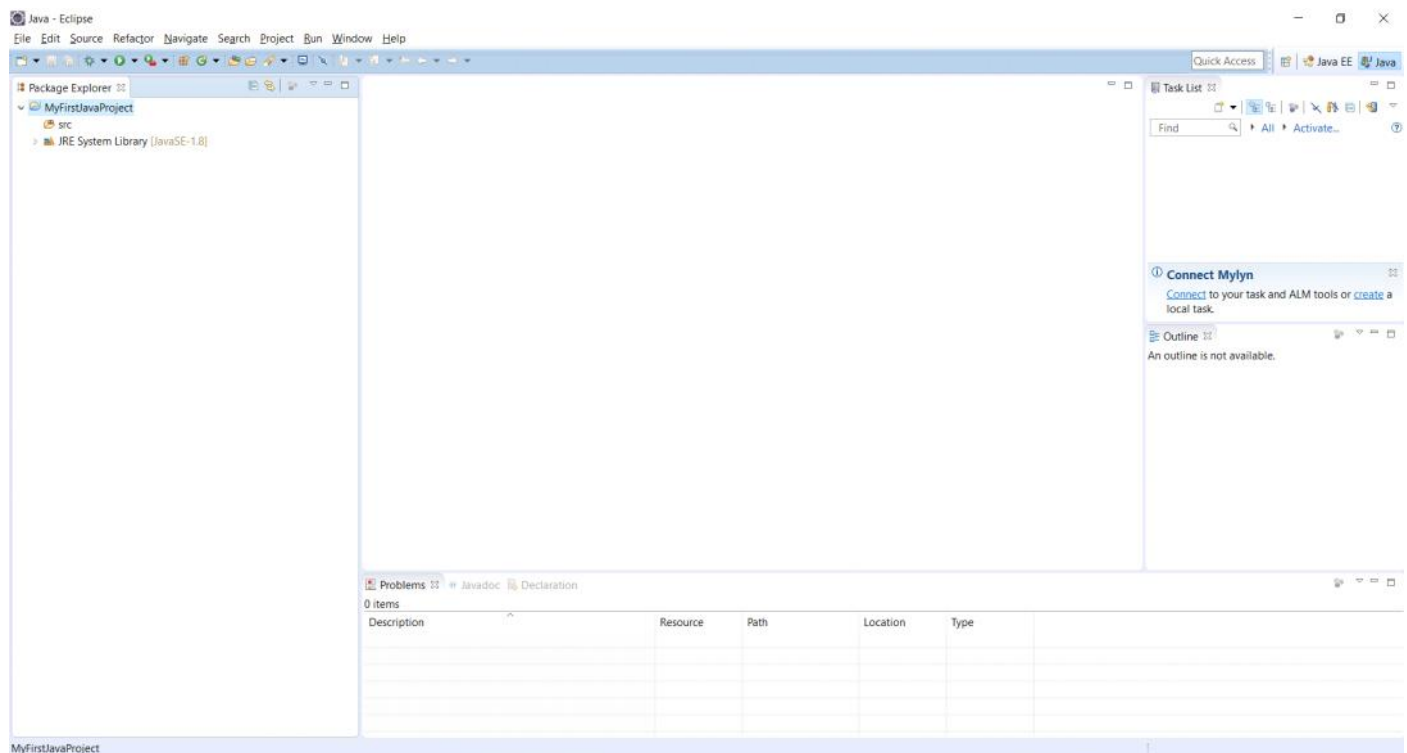 Java - Eclipse
File Edit Source Refactor Navigate Search Project Run Window Help
Quick Access Java EE Java
Package Explorer
MyFirstJavaProject
src
JRE System Library [JavaSE-1.8]
Task List
Find All Activate...
Connect Mylyn
Connect to your task and ALM tools or create a
local task.
Outline
An outline is not available.
Problems Javadoc Declaration
0 items
Description Resource Path Location Type
MyFirstJavaProject